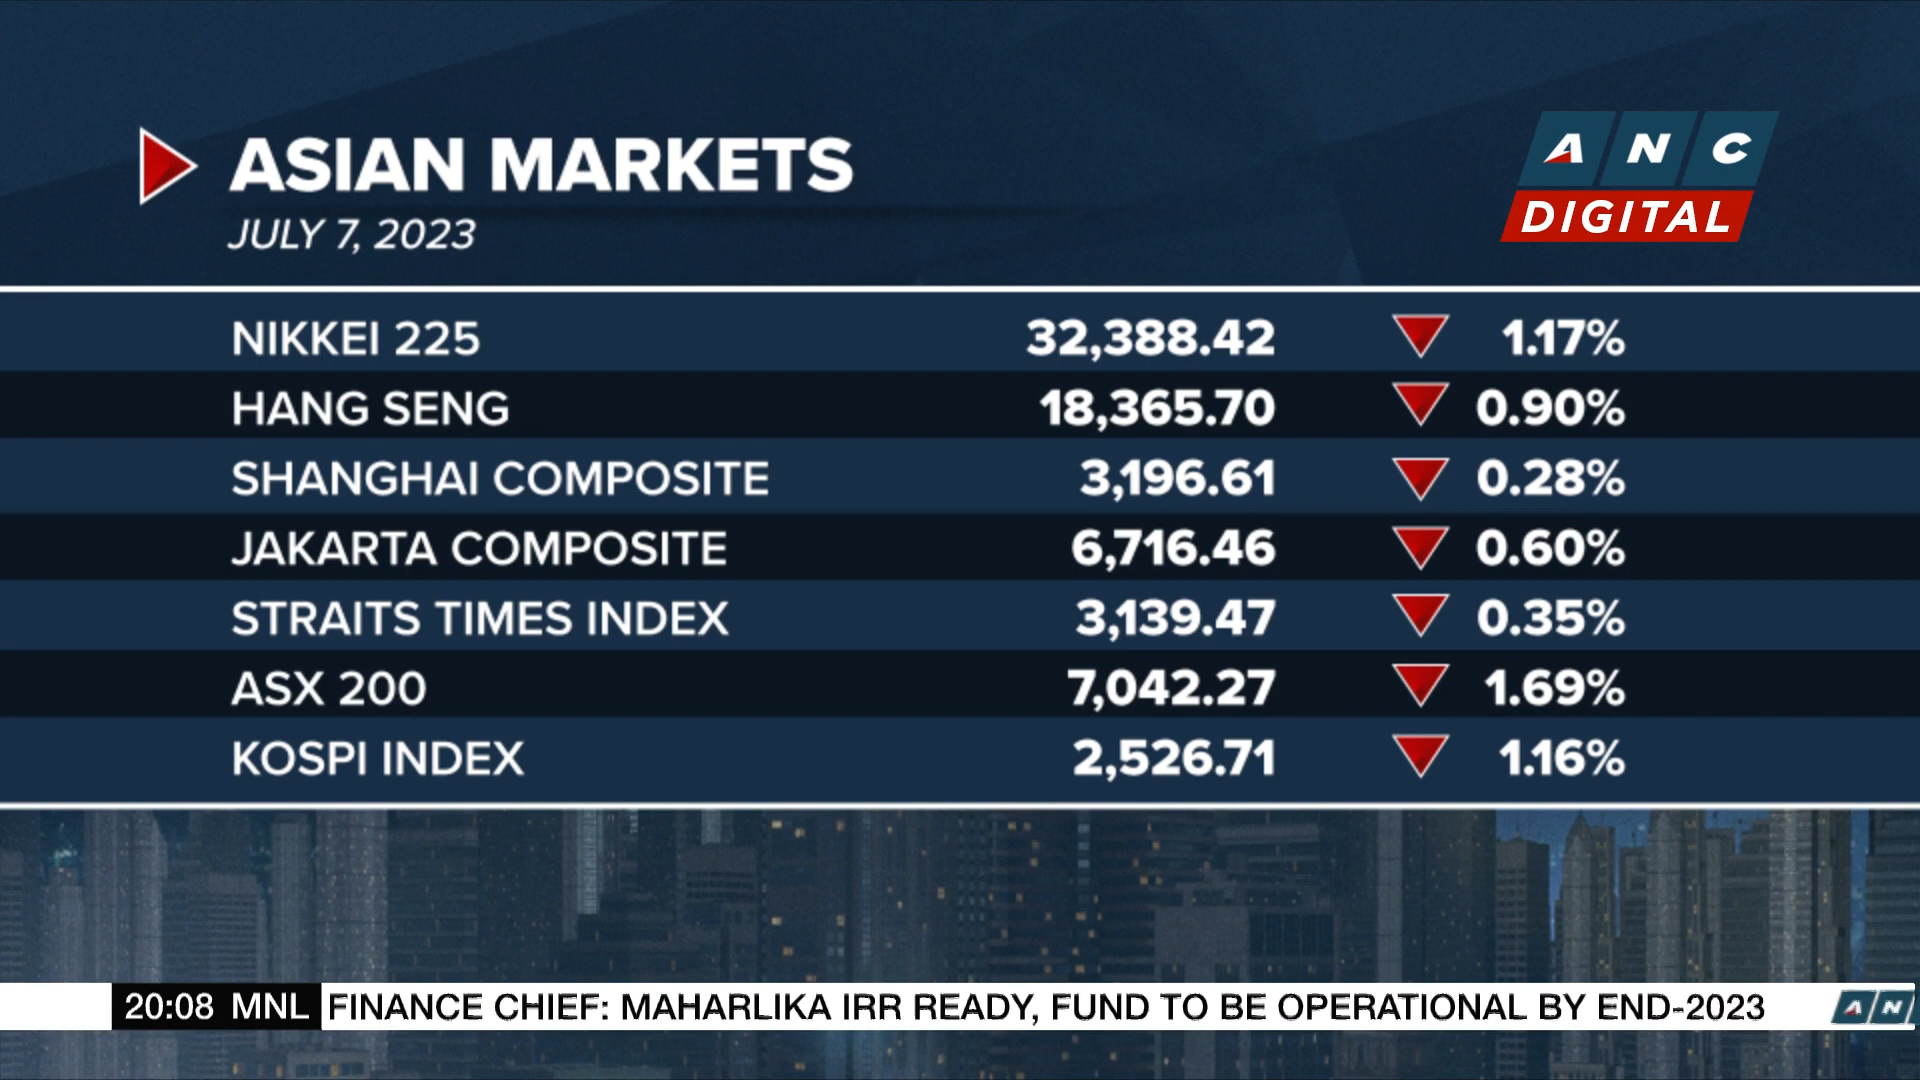 ASIAN MARKETS
JULY 7, 2023
ANC
DIGITAL
NIKKEI 225 32,388.42 1.17%
HANG SENG 18,365.70 0.90%
SHANGHAI COMPOSITE 3,196.61 0.28%
JAKARTA COMPOSITE 6,716.46 0.60%
STRAITS TIMES INDEX 3,139.47 0.35%
ASX 200 7,042.27 1.69%
KOSPI INDEX 2,526.71 1.16%
20:08 MNL FINANCE CHIEF: MAHARLIKA IRR READY, FUND TO BE OPERATIONAL BY END-2023 AN